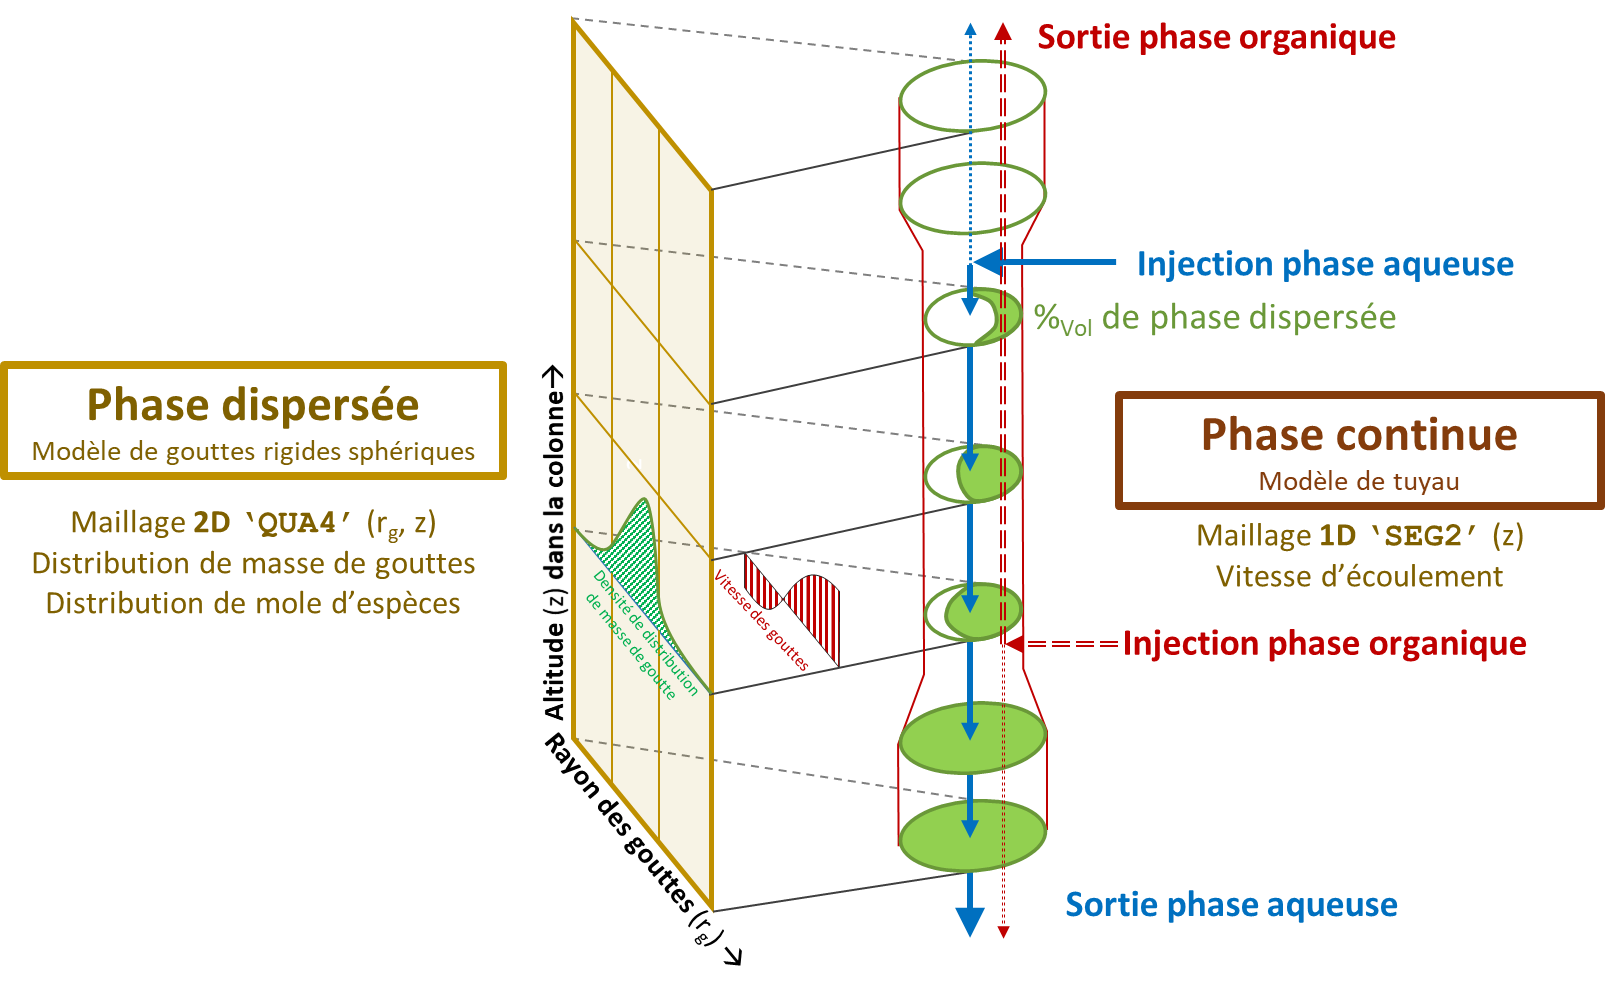 Sortie phase organique
Injection phase aqueuse
%Vol de phase dispersée
Phase dispersée
Modèle de gouttes rigides sphériques
Maillage 2D ‘QUA4’ (rg, z)
Distribution de masse de gouttes
Distribution de mole d’espèces
Altitude (z) dans la colonne→
Rayon des gouttes (rg) →
Densité de distribution
de masse de goutte
Vitesse des gouttes
Phase continue
Modèle de tuyau
Maillage 1D ‘SEG2’ (z)
Vitesse d’écoulement
Injection phase organique
Sortie phase aqueuse